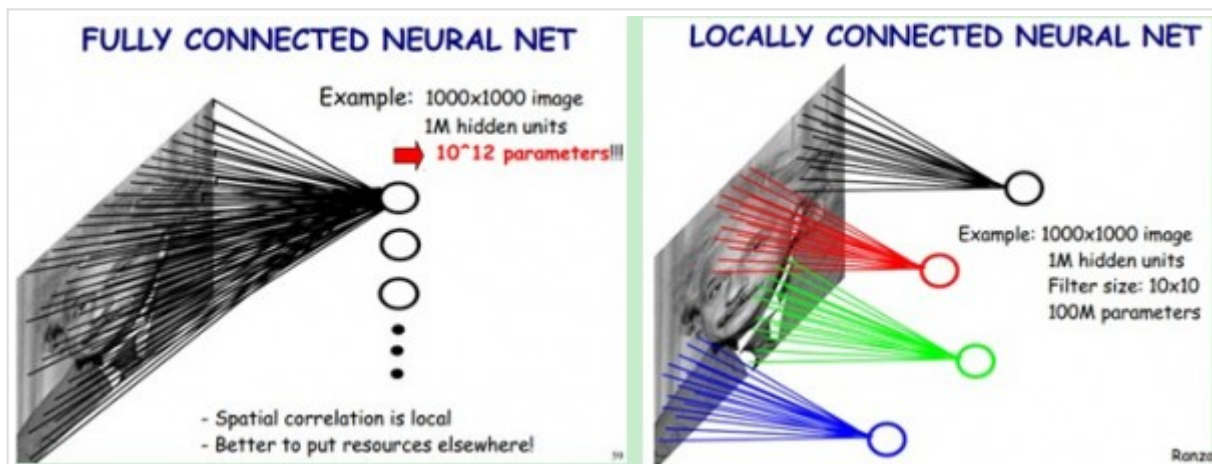 FULLY CONNECTED NEURAL NET
Example: 1000x1000 image
1M hidden units
10^12 parameters!!!
- Spatial correlation is local
- Better to put resources elsewhere!
LOCALLY CONNECTED NEURAL NET
Example: 1000x1000 image
1M hidden units
Filter size: 10x10
100M parameters
Ranza